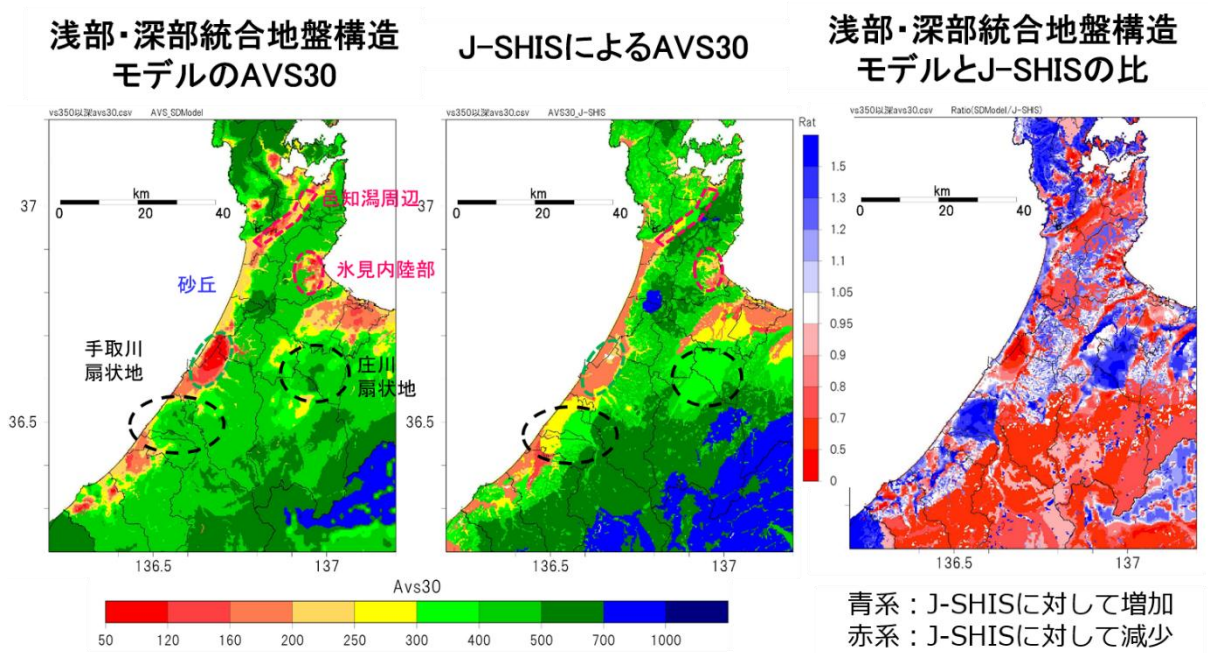 浅部・深部統合地盤構造
モデルのAVS30
J-SHISによるAVS30
浅部・深部統合地盤構造
モデルとJ-SHISの比
vs350以深avs30.csv AVS_SDModel
vs350以深avs30.csv AVS30_J-SHIS
vs350以深avs30.csv Ratio(SDModel/J-SHIS)
Rat
km
0 20 40
km
0 20 40
km
0 20 40
37
36.5
136.5 137
136.5 137
136.5 137
邑知潟周辺
氷見内陸部
砂丘
手取川
扇状地
庄川
扇状地
1.5
1.3
1.2
1.1
1.05
0.95
0.9
0.8
0.7
0.5
0
Avs30
50 120 160 200 250 300 400 500 700 1000
青系：J-SHISに対して増加
赤系：J-SHISに対して減少